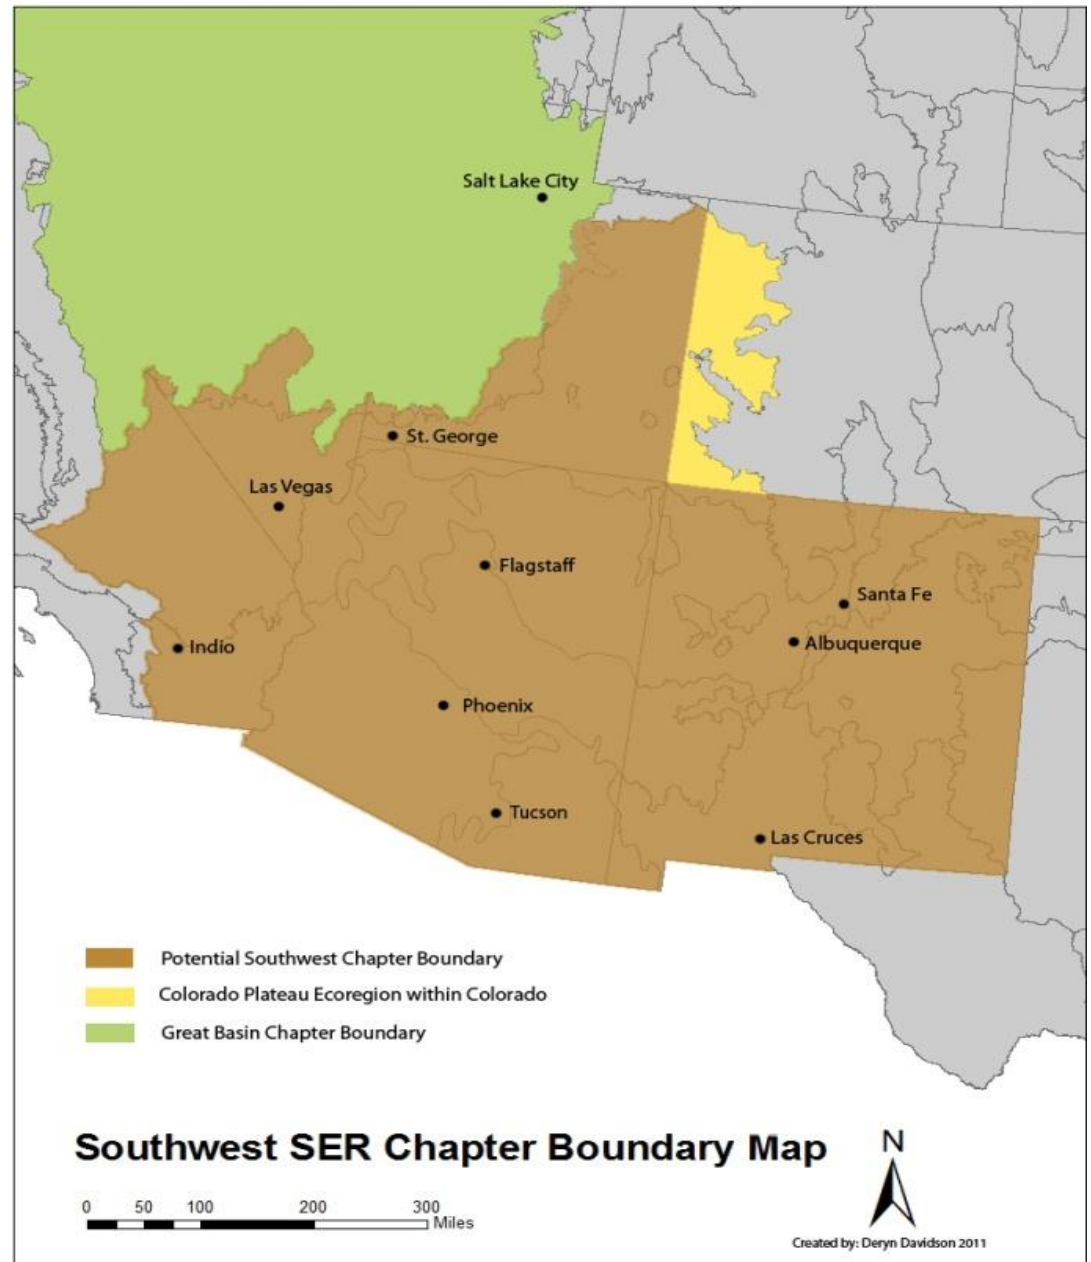 Salt Lake City
St. George
Las Vegas
Flagstaff
Santa Fe
Albuquerque
Indio
Phoenix
Tucson
Las Cruces
Potential Southwest Chapter Boundary
Colorado Plateau Ecoregion within Colorado
Great Basin Chapter Boundary
Southwest SER Chapter Boundary Map
N
0 50 100 200 300
Miles
Created by: Deryn Davidson 2011